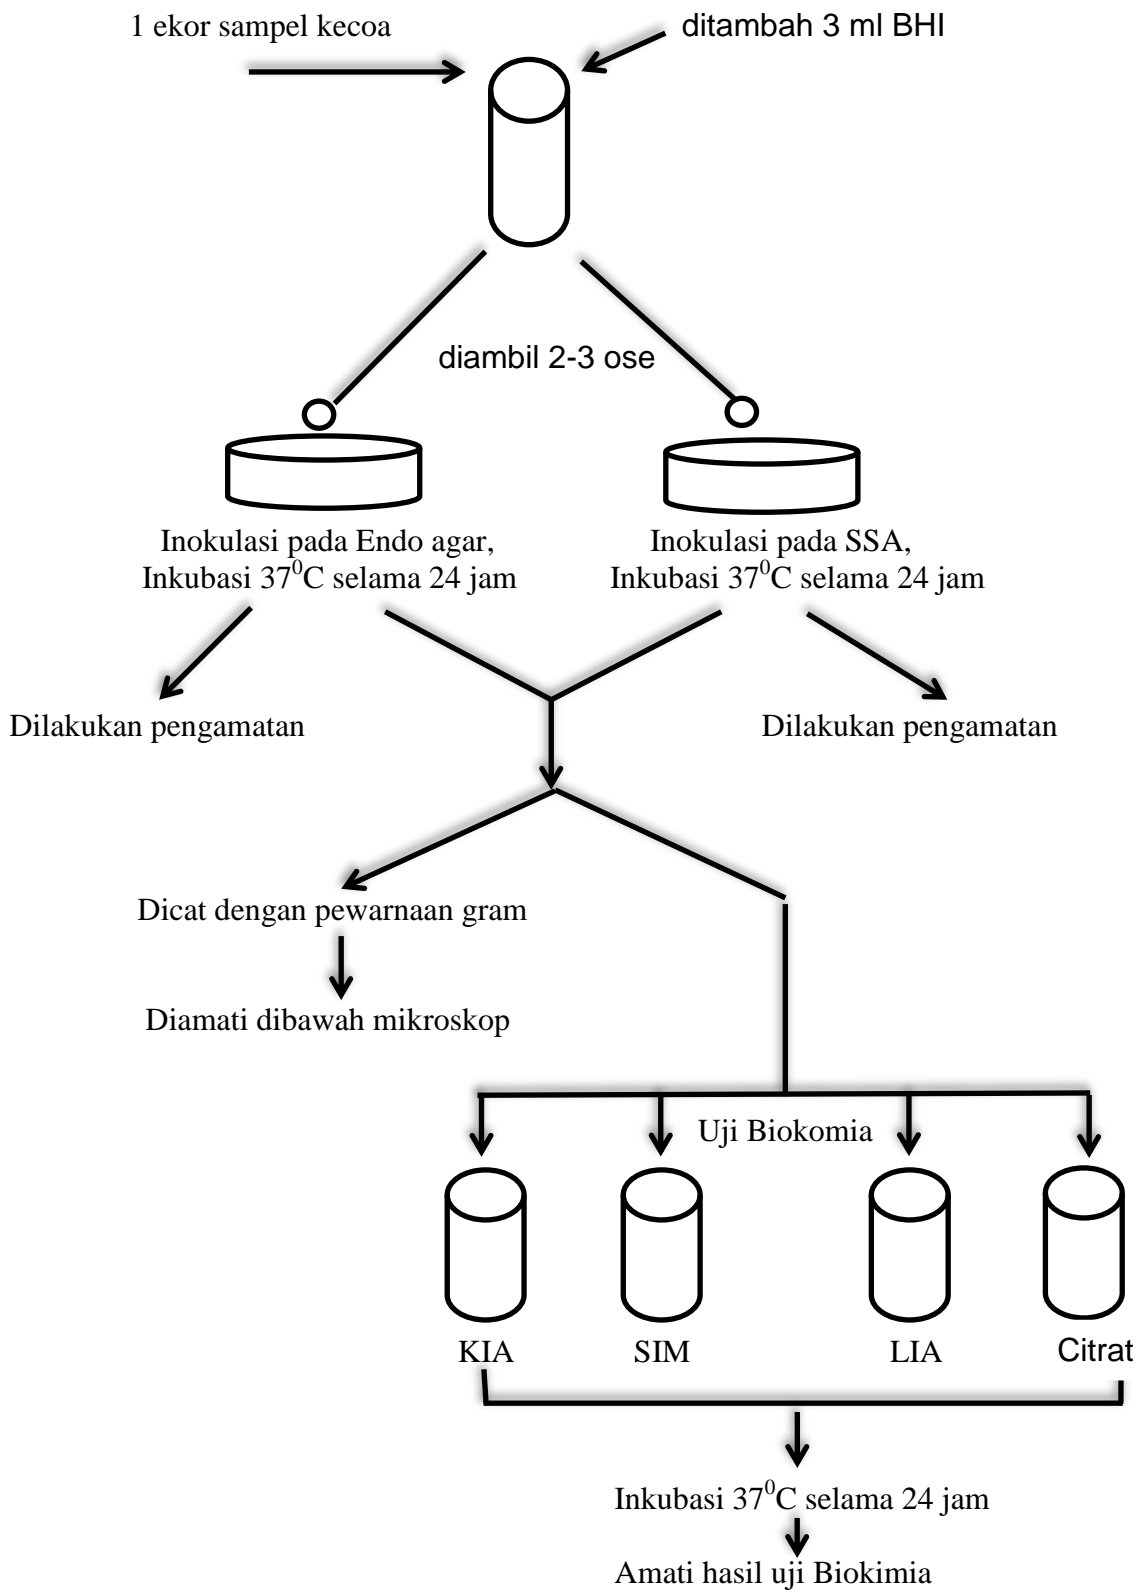 1 ekor sampel kecoa
ditambah 3 ml BHI
diambil 2-3 ose
Inokulasi pada Endo agar,
Inkubasi 37⁰C selama 24 jam
Inokulasi pada SSA,
Inkubasi 37⁰C selama 24 jam
Dilakukan pengamatan
Dilakukan pengamatan
Dicat dengan pewarnaan gram
Diamati dibawah mikroskop
Uji Biokomia
KIA
SIM
LIA
Citrat
Inkubasi 37⁰C selama 24 jam
Amati hasil uji Biokimia